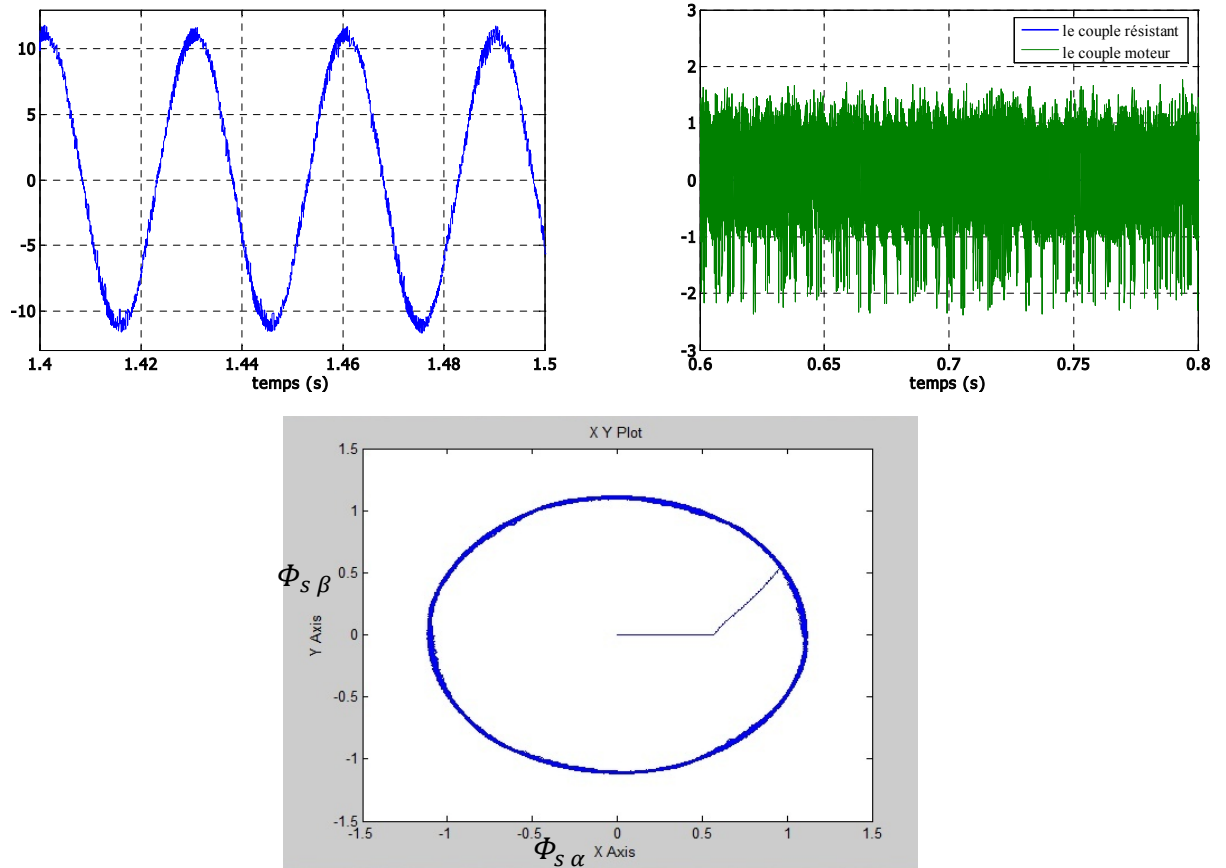 10
5
0
-5
-10
1.4 1.42 1.44 1.46 1.48 1.5
temps (s)
3
2
1
0
-1
-2
-3
le couple résistant
le couple moteur
0.6 0.65 0.7 0.75 0.8
temps (s)
X Y Plot
1.5
1
0.5
0
-0.5
-1
-1.5
Φs β
Y Axis
-1.5 -1 -0.5 0 0.5 1 1.5
Φs α
X Axis